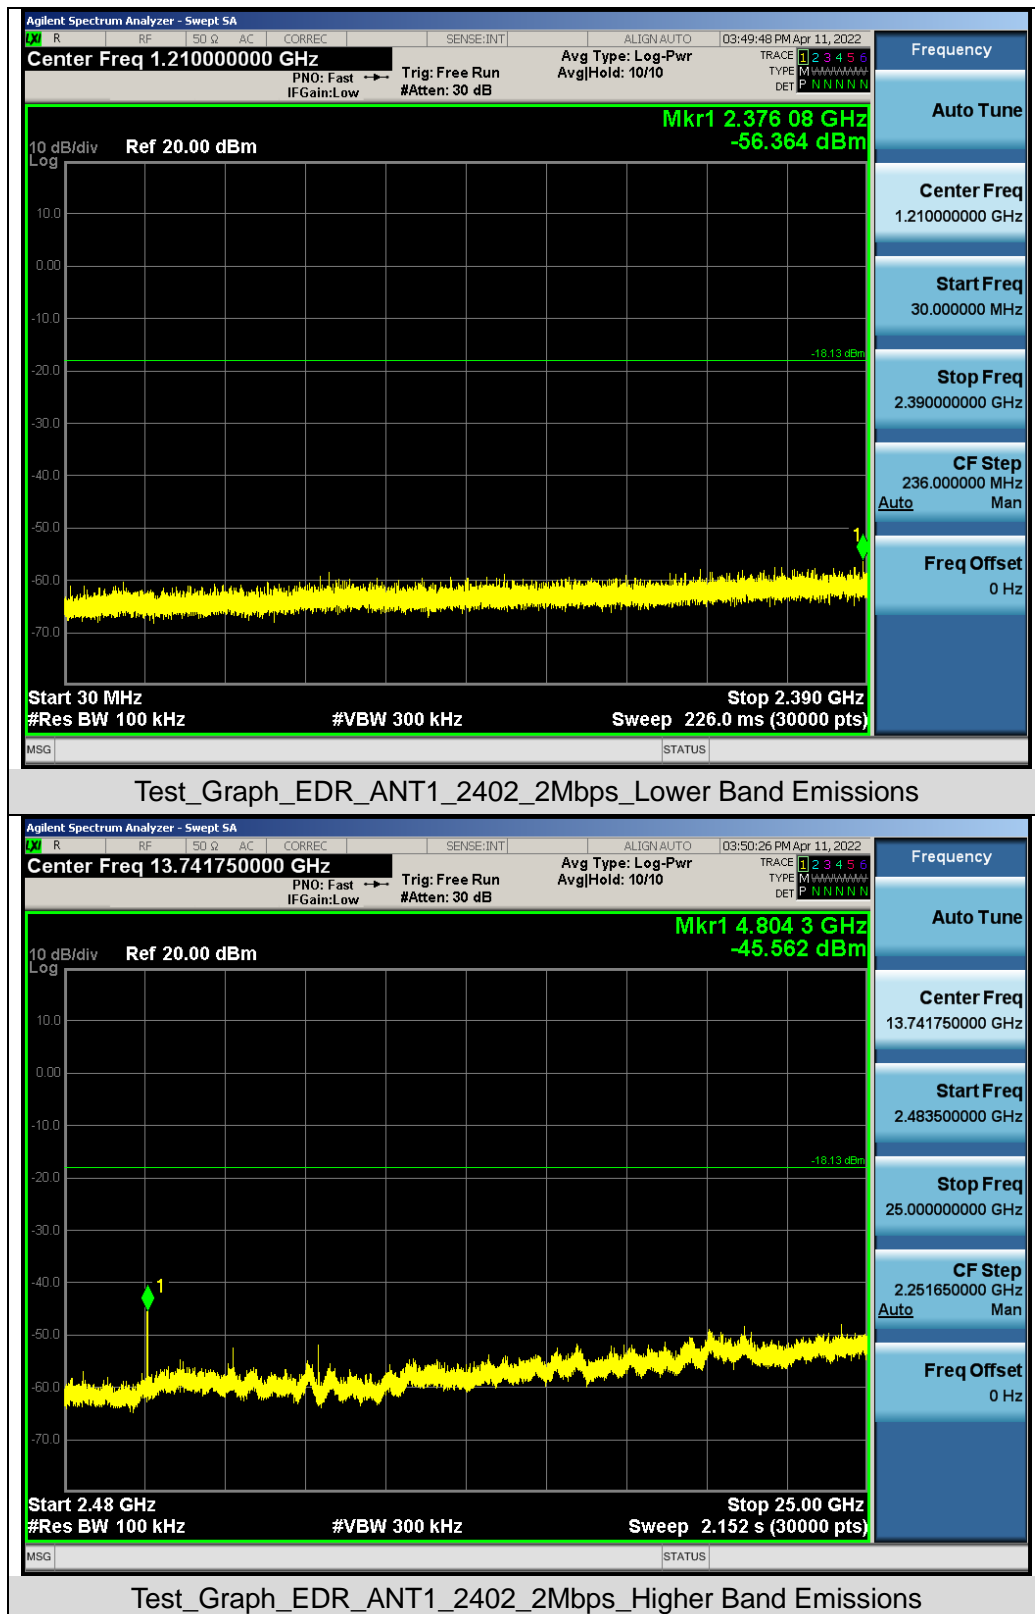 Agilent Spectrum Analyzer - Swept SA
LXI R RF 50 Ω AC CORREC SENSE:INT ALIGN AUTO 03:49:48 PM Apr 11, 2022
Center Freq 1.210000000 GHz
PNO: Fast
IFGain:Low
Trig: Free Run
#Atten: 30 dB
Avg Type: Log-Pwr
Avg|Hold: 10/10
TRACE 1 2 3 4 5 6
TYPE M W W W W W
DET P N N N N N
Mkr1 2.376 08 GHz
-56.364 dBm
10 dB/div
Log
Ref 20.00 dBm
10.0
0.00
-10.0
-18.13 dBm
-20.0
-30.0
-40.0
-50.0
1
-60.0
-70.0
Start 30 MHz
Stop 2.390 GHz
#Res BW 100 kHz
#VBW 300 kHz
Sweep 226.0 ms (30000 pts)
MSG
STATUS
Frequency
Auto Tune
Center Freq
1.210000000 GHz
Start Freq
30.000000 MHz
Stop Freq
2.390000000 GHz
CF Step
236.000000 MHz
Auto Man
Freq Offset
0 Hz
Test_Graph_EDR_ANT1_2402_2Mbps_Lower Band Emissions
Agilent Spectrum Analyzer - Swept SA
LXI R RF 50 Ω AC CORREC SENSE:INT ALIGN AUTO 03:50:26 PM Apr 11, 2022
Center Freq 13.741750000 GHz
PNO: Fast
IFGain:Low
Trig: Free Run
#Atten: 30 dB
Avg Type: Log-Pwr
Avg|Hold: 10/10
TRACE 1 2 3 4 5 6
TYPE M W W W W W
DET P N N N N N
Mkr1 4.804 3 GHz
-45.562 dBm
10 dB/div
Log
Ref 20.00 dBm
10.0
0.00
-10.0
-18.13 dBm
-20.0
-30.0
-40.0
1
-50.0
-60.0
-70.0
Start 2.48 GHz
Stop 25.00 GHz
#Res BW 100 kHz
#VBW 300 kHz
Sweep 2.152 s (30000 pts)
MSG
STATUS
Frequency
Auto Tune
Center Freq
13.741750000 GHz
Start Freq
2.483500000 GHz
Stop Freq
25.000000000 GHz
CF Step
2.251650000 GHz
Auto Man
Freq Offset
0 Hz
Test_Graph_EDR_ANT1_2402_2Mbps_Higher Band Emissions